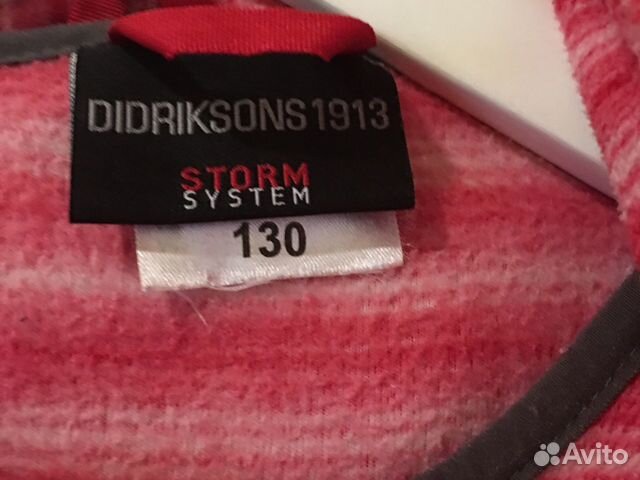 DIDRIKSONS1913
STORM
SYSTEM
130
Avito